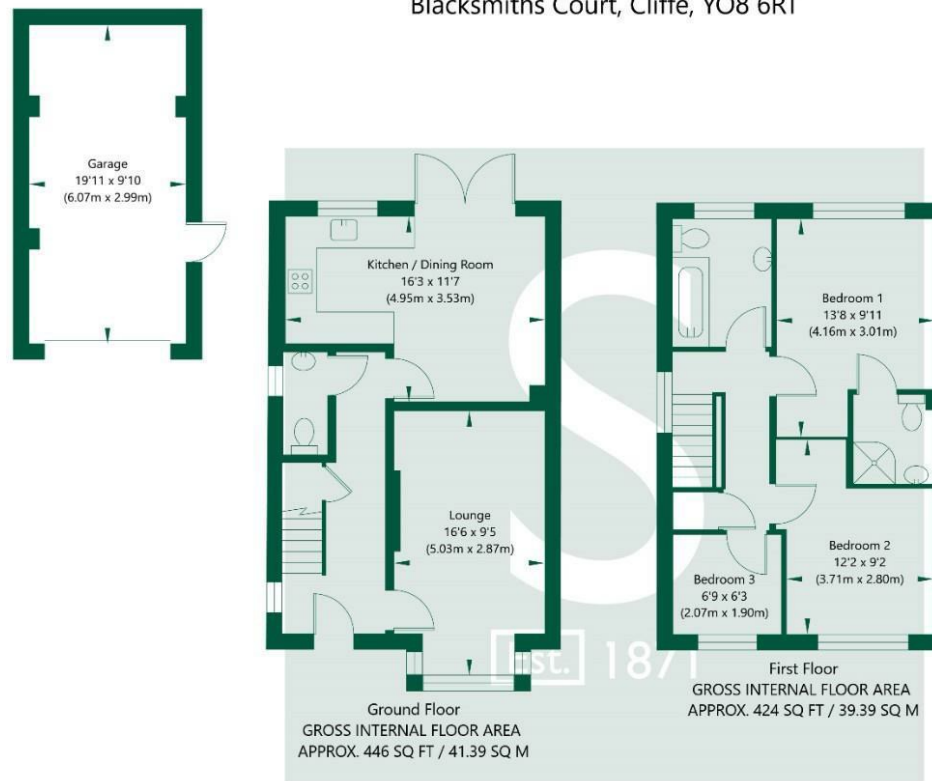 Blacksmiths Court, Cliffe, YO8 6RT
Garage
19'11 x 9'10
(6.07m x 2.99m)
Kitchen / Dining Room
16'3 x 11'7
(4.95m x 3.53m)
Lounge
16'6 x 9'5
(5.03m x 2.87m)
Bedroom 1
13'8 x 9'11
(4.16m x 3.01m)
Bedroom 2
12'2 x 9'2
(3.71m x 2.80m)
Bedroom 3
6'9 x 6'3
(2.07m x 1.90m)
S
Est. 1871
Ground Floor
GROSS INTERNAL FLOOR AREA
APPROX. 446 SQ FT / 41.39 SQ M
First Floor
GROSS INTERNAL FLOOR AREA
APPROX. 424 SQ FT / 39.39 SQ M